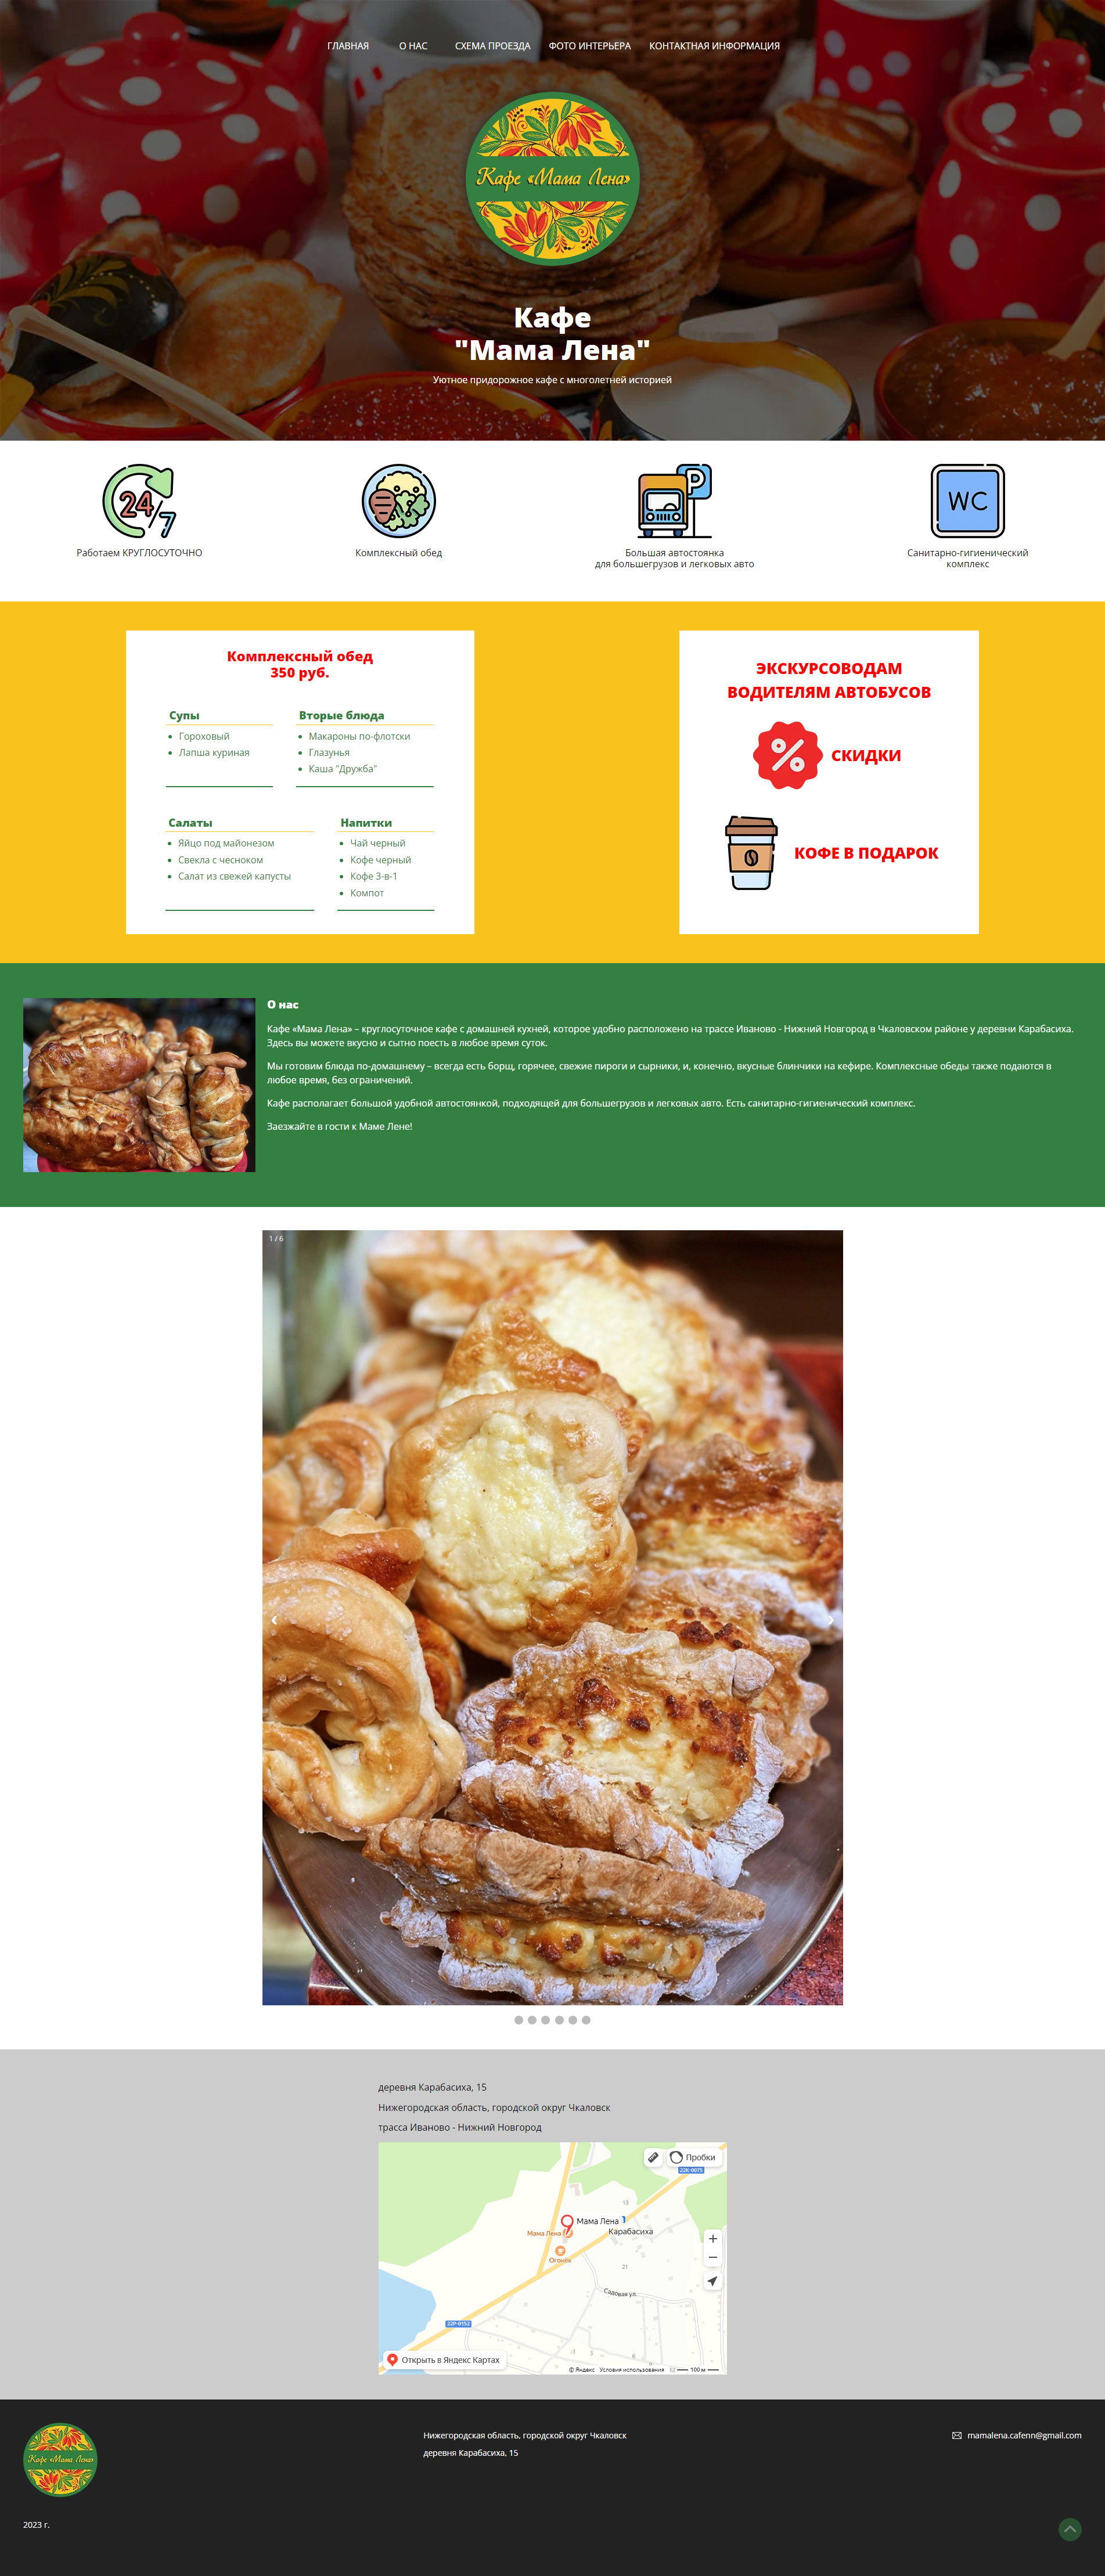 ГЛАВНАЯ
О НАС
СХЕМА ПРОЕЗДА
ФОТО ИНТЕРЬЕРА
КОНТАКТНАЯ ИНФОРМАЦИЯ
Кафе «Мама Лена»
Кафе
"Мама Лена"
Уютное придорожное кафе с многолетней историей
24/7
Работаем КРУГЛОСУТОЧНО
Комплексный обед
P
Большая автостоянка
для большегрузов и легковых авто
WC
Санитарно-гигиенический
комплекс
Комплексный обед
350 руб.
Супы
Гороховый
Лапша куриная
Вторые блюда
Макароны по-флотски
Глазунья
Каша "Дружба"
Салаты
Яйцо под майонезом
Свекла с чесноком
Салат из свежей капусты
Напитки
Чай черный
Кофе черный
Кофе 3-в-1
Компот
ЭКСКУРСОВОДАМ
ВОДИТЕЛЯМ АВТОБУСОВ
%
СКИДКИ
КОФЕ В ПОДАРОК
О нас
Кафе «Мама Лена» – круглосуточное кафе с домашней кухней, которое удобно расположено на трассе Иваново - Нижний Новгород в Чкаловском районе у деревни Карабасиха.
Здесь вы можете вкусно и сытно поесть в любое время суток.
Мы готовим блюда по-домашнему – всегда есть борщ, горячее, свежие пироги и сырники, и, конечно, вкусные блинчики на кефире. Комплексные обеды также подаются в
любое время, без ограничений.
Кафе располагает большой удобной автостоянкой, подходящей для большегрузов и легковых авто. Есть санитарно-гигиенический комплекс.
Заезжайте в гости к Маме Лене!
1 / 6
деревня Карабасиха, 15
Нижегородская область, городской округ Чкаловск
трасса Иваново - Нижний Новгород
Пробки
22К-0075
13
Мама Лена
Мама Лена
Карабасиха
Огонёк
21
Садовая ул.
22Р-0152
1
3
9
Открыть в Яндекс Картах
© Яндекс Условия использования
100 м
Кафе «Мама Лена»
Нижегородская область, городской округ Чкаловск
деревня Карабасиха, 15
mamalena.cafenn@gmail.com
2023 г.